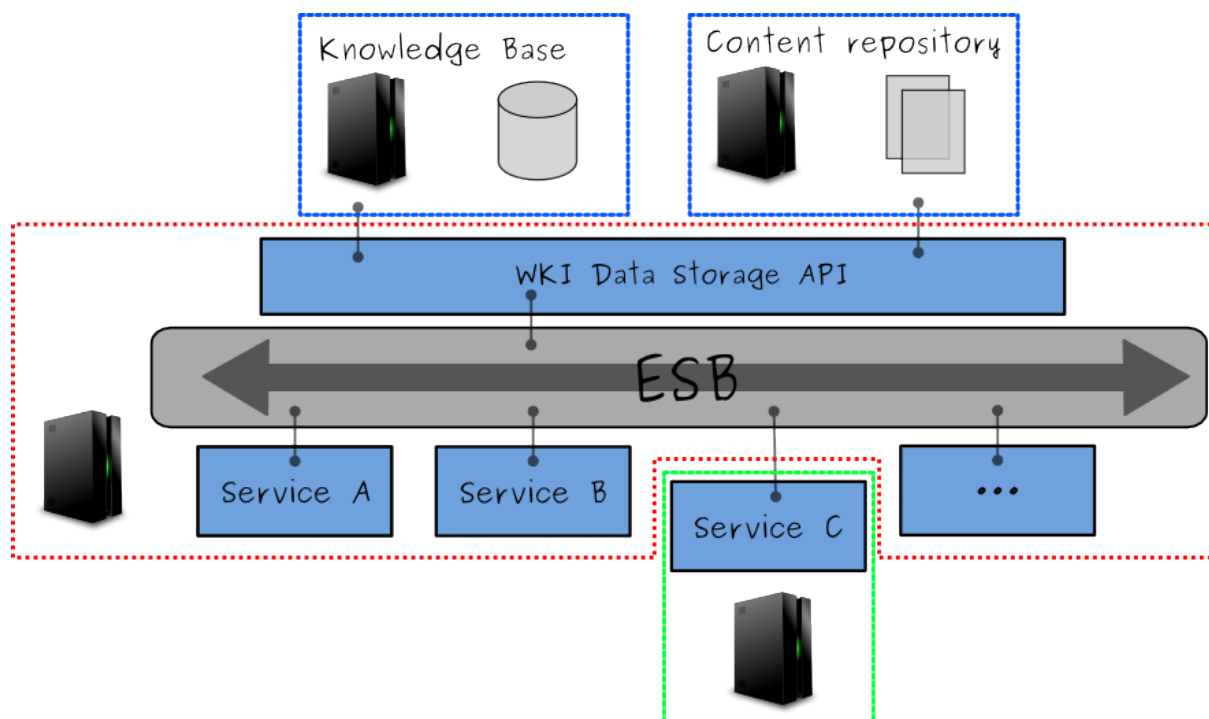 Knowledge Base
Content repository
WKI Data Storage API
ESB
Service A
Service B
Service C
...